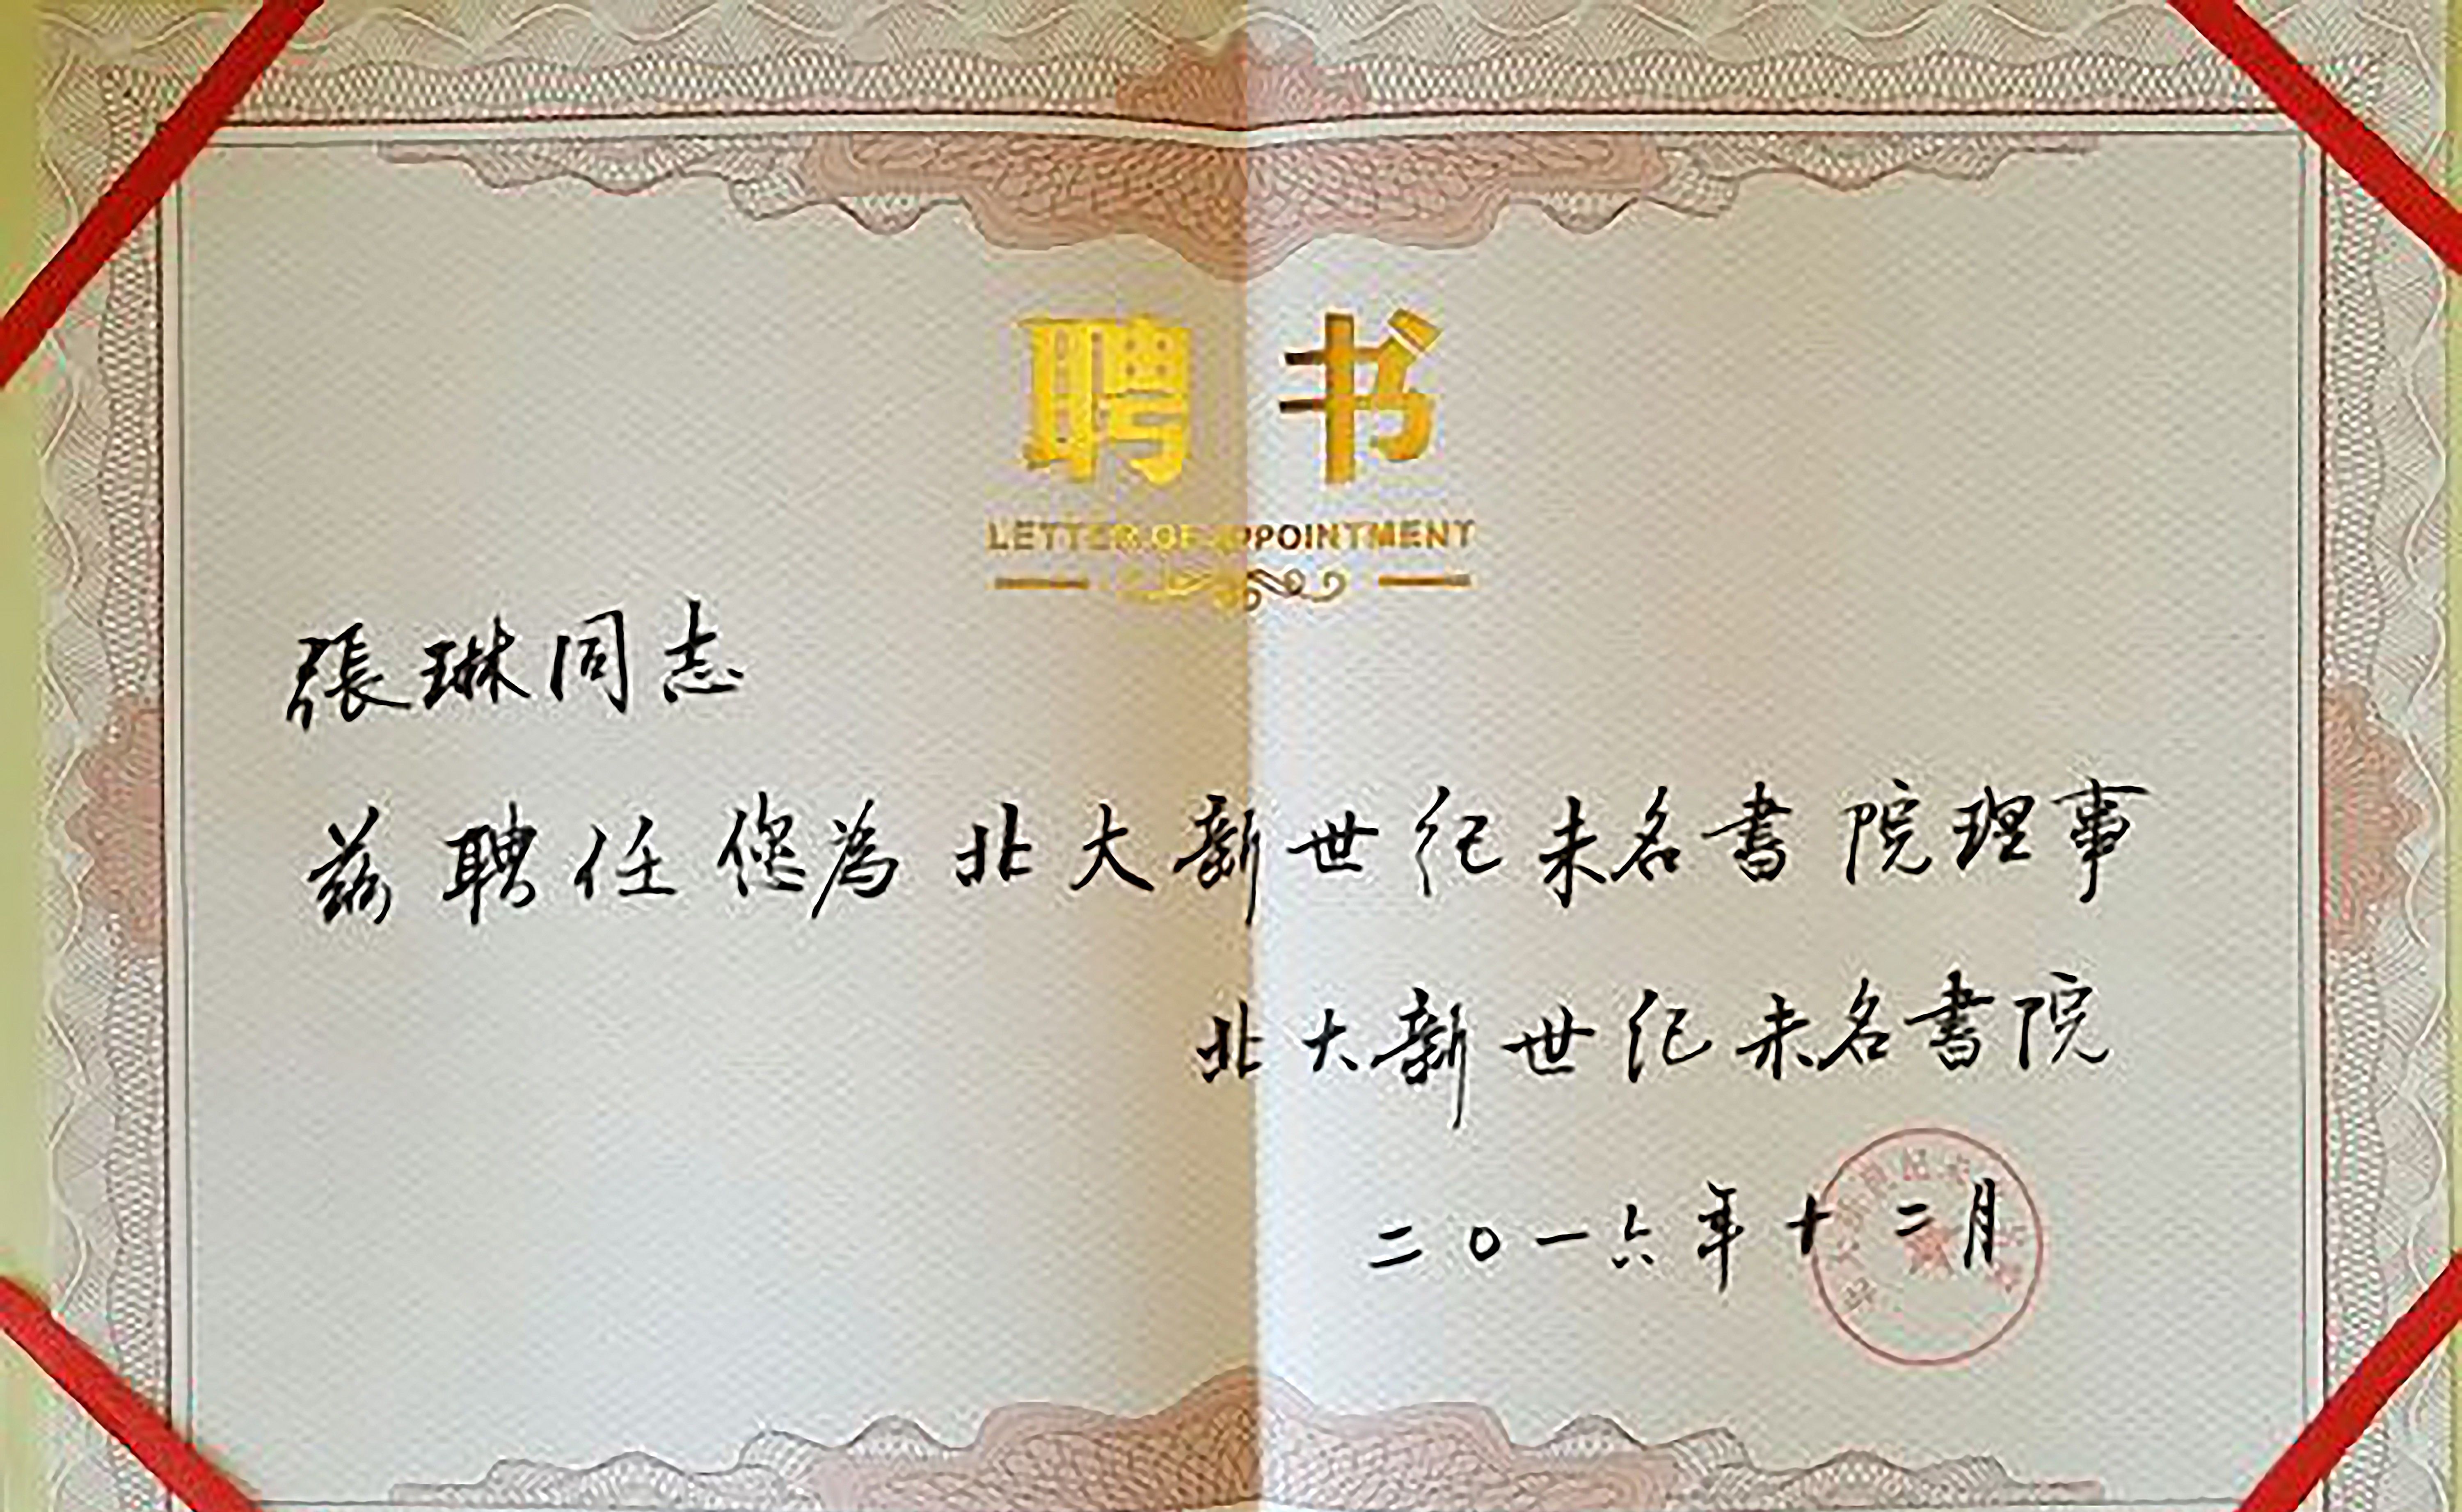 聘书
LETTER OF APPOINTMENT
張琳同志
茲聘任您為北大新世纪未名書院理事
北大新世纪未名書院
二〇一六年十二月